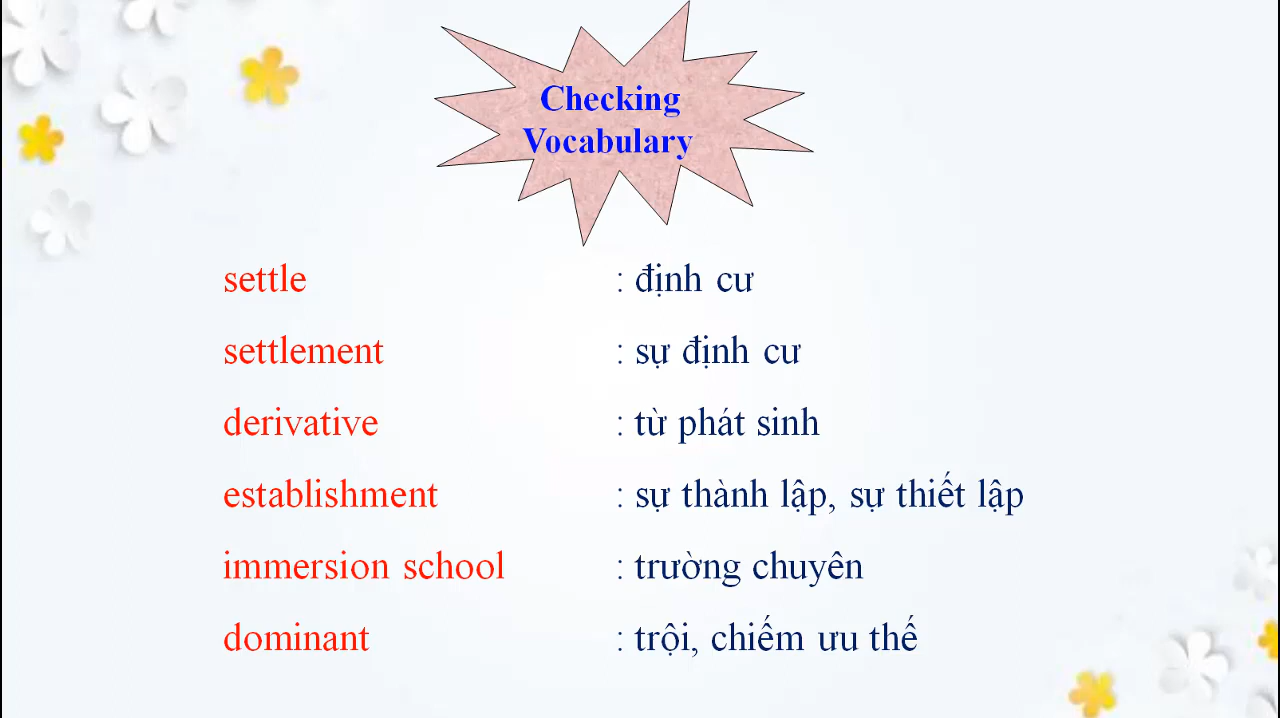 Checking
Vocabulary
settle : định cư
settlement : sự định cư
derivative : từ phát sinh
establishment : sự thành lập, sự thiết lập
immersion school : trường chuyên
dominant : trội, chiếm ưu thế